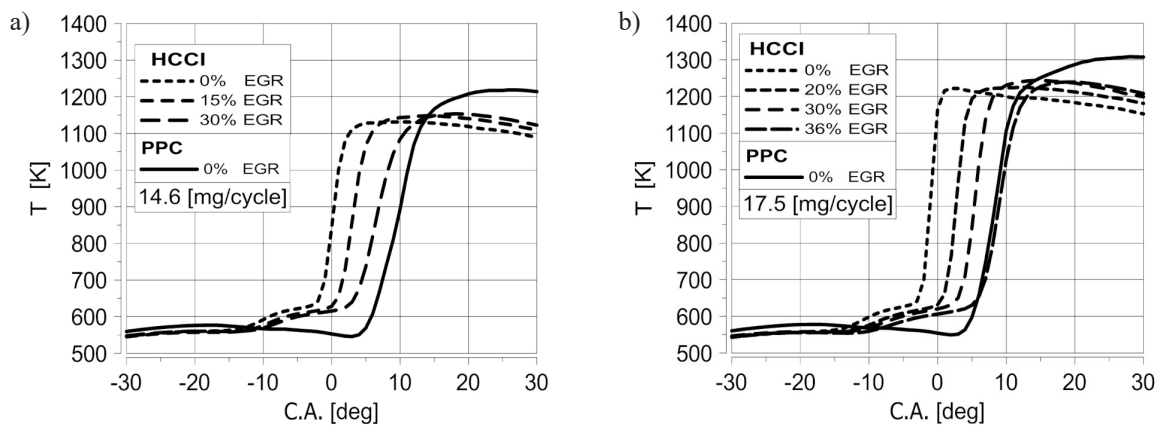 a)
1400
1300
1200
1100
1000
900
800
700
600
500
T [K]
HCCI
0% EGR
15% EGR
30% EGR
PPC
0% EGR
14.6 [mg/cycle]
-30 -20 -10 0 10 20 30
C.A. [deg]
b)
1400
1300
1200
1100
1000
900
800
700
600
500
T [K]
HCCI
0% EGR
20% EGR
30% EGR
36% EGR
PPC
0% EGR
17.5 [mg/cycle]
-30 -20 -10 0 10 20 30
C.A. [deg]